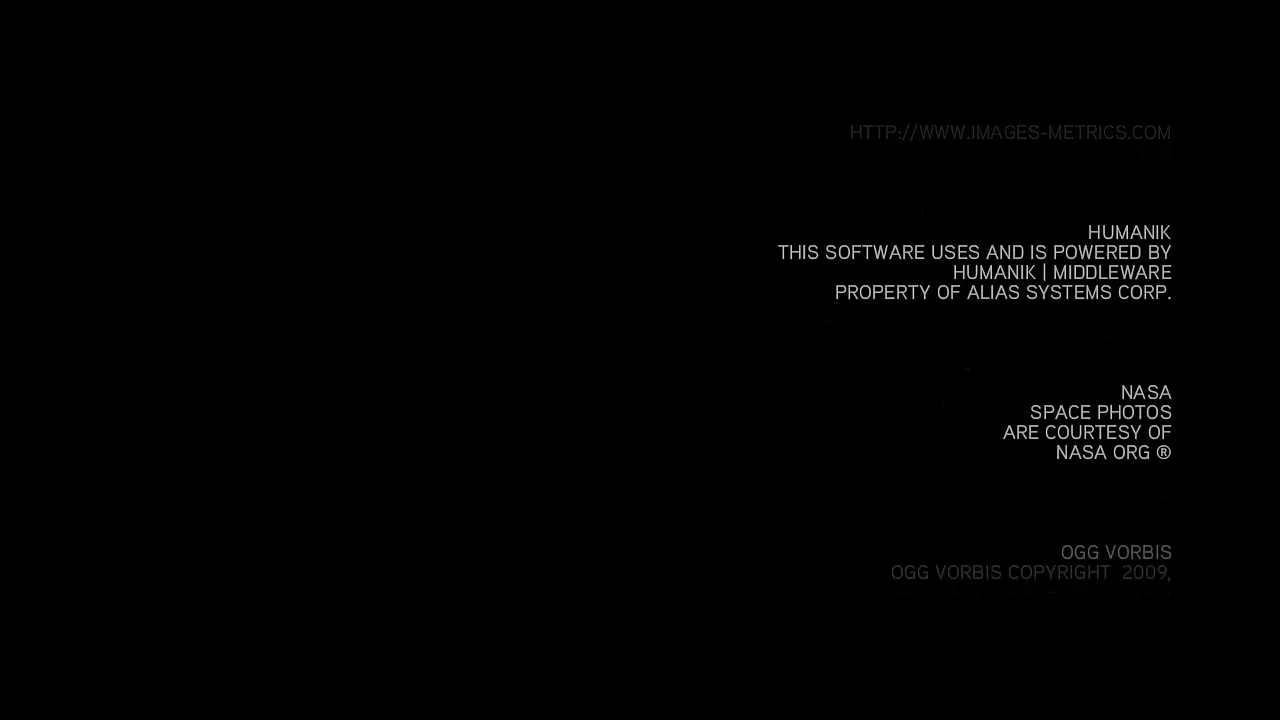 HTTP://WWW.IMAGES-METRICS.COM
HUMANIK
THIS SOFTWARE USES AND IS POWERED BY
HUMANIK | MIDDLEWARE
PROPERTY OF ALIAS SYSTEMS CORP.
NASA
SPACE PHOTOS
ARE COURTESY OF
NASA ORG ®
OGG VORBIS
OGG VORBIS COPYRIGHT 2009,